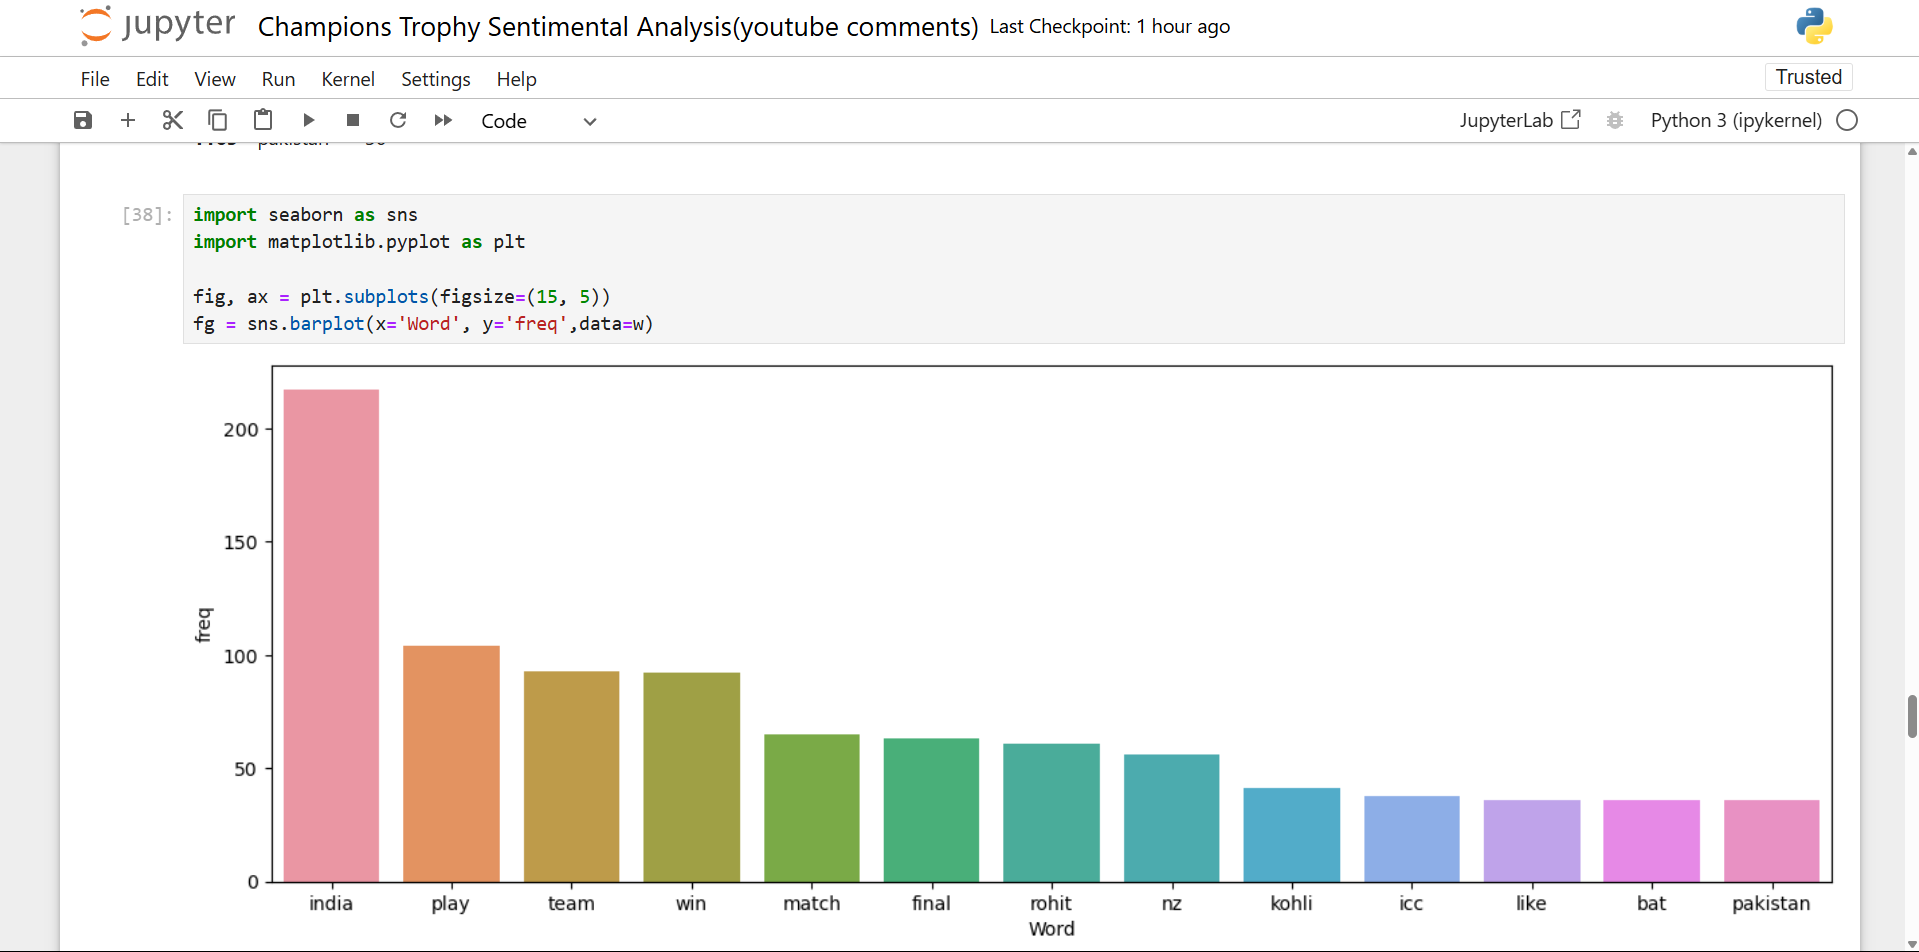 jupyter Champions Trophy Sentimental Analysis(youtube comments) Last Checkpoint: 1 hour ago
File Edit View Run Kernel Settings Help Trusted
Code JupyterLab Python 3 (ipykernel)
[38]:
import seaborn as sns
import matplotlib.pyplot as plt
fig, ax = plt.subplots(figsize=(15, 5))
fg = sns.barplot(x='Word', y='freq',data=w)
200
150
100
50
0
freq
india play team win match final rohit nz kohli icc like bat pakistan
Word